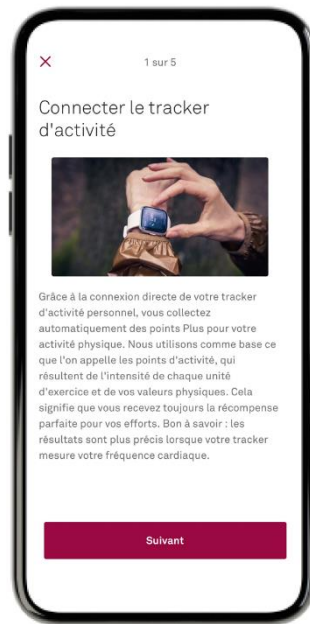 1 sur 5
Connecter le tracker
d'activité
Grâce à la connexion directe de votre tracker
d'activité personnel, vous collectez
automatiquement des points Plus pour votre
activité physique. Nous utilisons comme base ce
que l'on appelle les points d'activité, qui
résultent de l'intensité de chaque unité
d'exercice et de vos valeurs physiques. Cela
signifie que vous recevez toujours la récompense
parfaite pour vos efforts. Bon à savoir : les
résultats sont plus précis lorsque votre tracker
mesure votre fréquence cardiaque.
Suivant